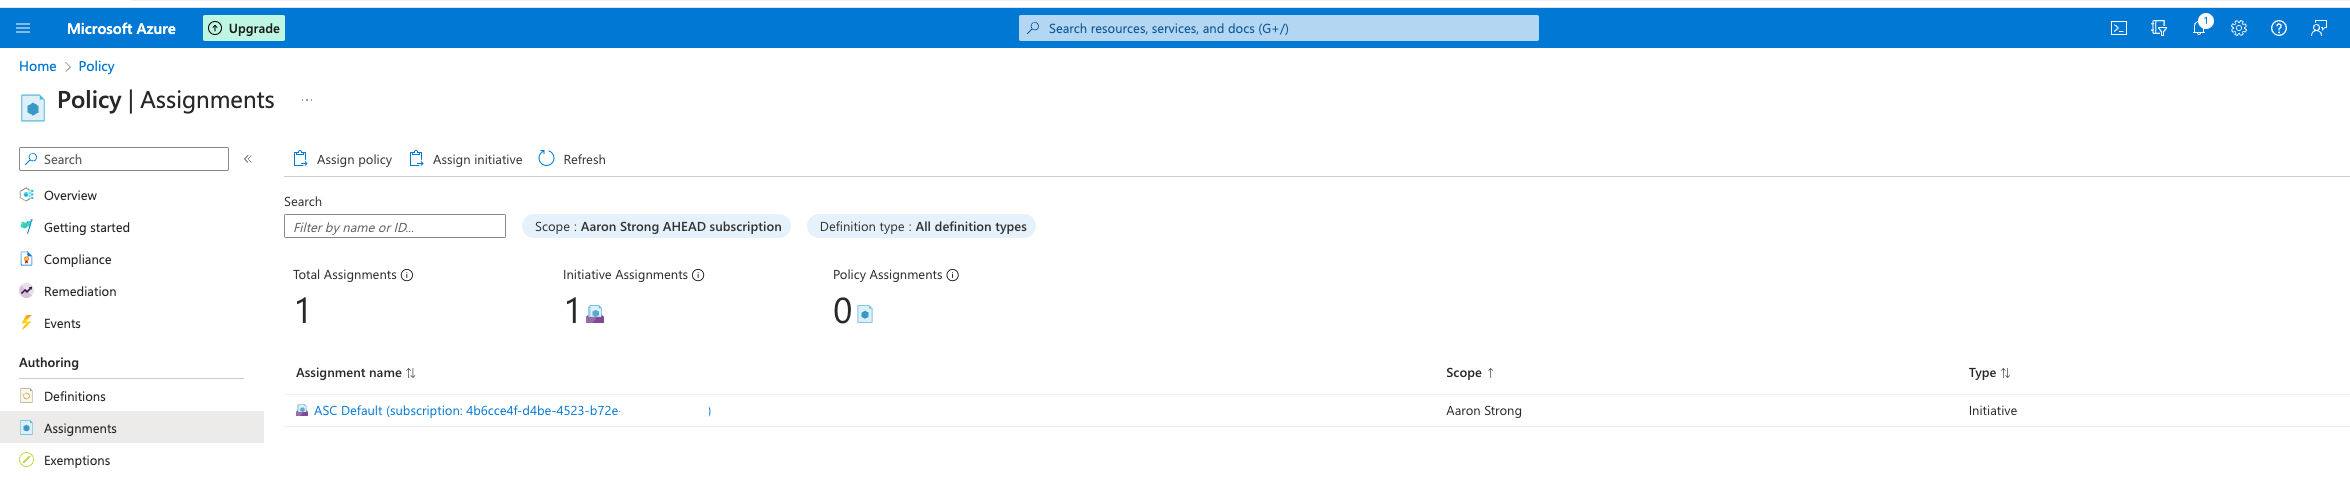 Microsoft Azure
Upgrade
Search resources, services, and docs (G+/)
1
Home > Policy
Policy | Assignments ...
Search
«
Overview
Getting started
Compliance
Remediation
Events
Authoring
Definitions
Assignments
Exemptions
Assign policy Assign initiative Refresh
Search
Filter by name or ID...
Scope : Aaron Strong AHEAD subscription
Definition type : All definition types
Total Assignments
1
Initiative Assignments
1
Policy Assignments
0
Assignment name Scope Type
ASC Default (subscription: 4b6cce4f-d4be-4523-b72e- ) Aaron Strong Initiative